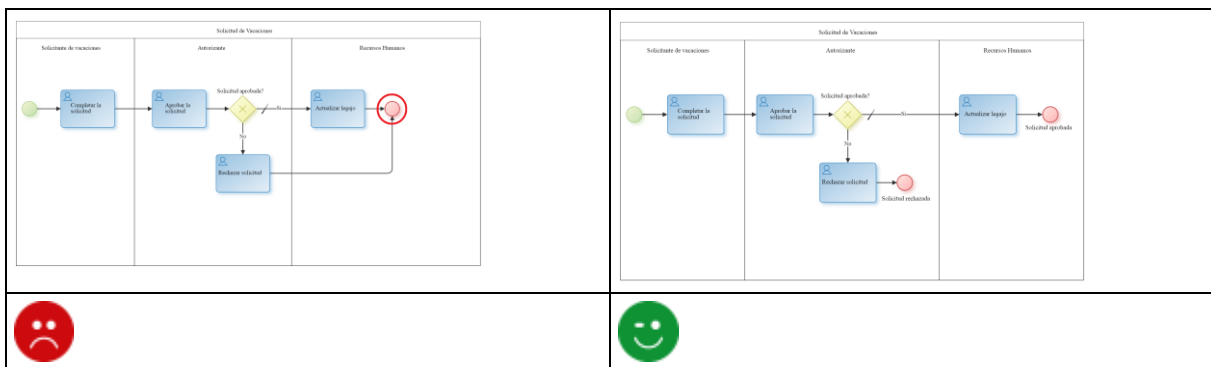 Solicitud de Vacaciones
Solicitante de vacaciones
Autorizante
Recursos Humanos
Completar la
solicitud
Aprobar la
solicitud
Solicitud aprobada?
Si
Actualizar legajo
No
Rechazar solicitud
Solicitud de Vacaciones
Solicitante de vacaciones
Autorizante
Recursos Humanos
Completar la
solicitud
Aprobar la
solicitud
Solicitud aprobada?
Si
Actualizar legajo
Solicitud aprobada
No
Rechazar solicitud
Solicitud rechazada